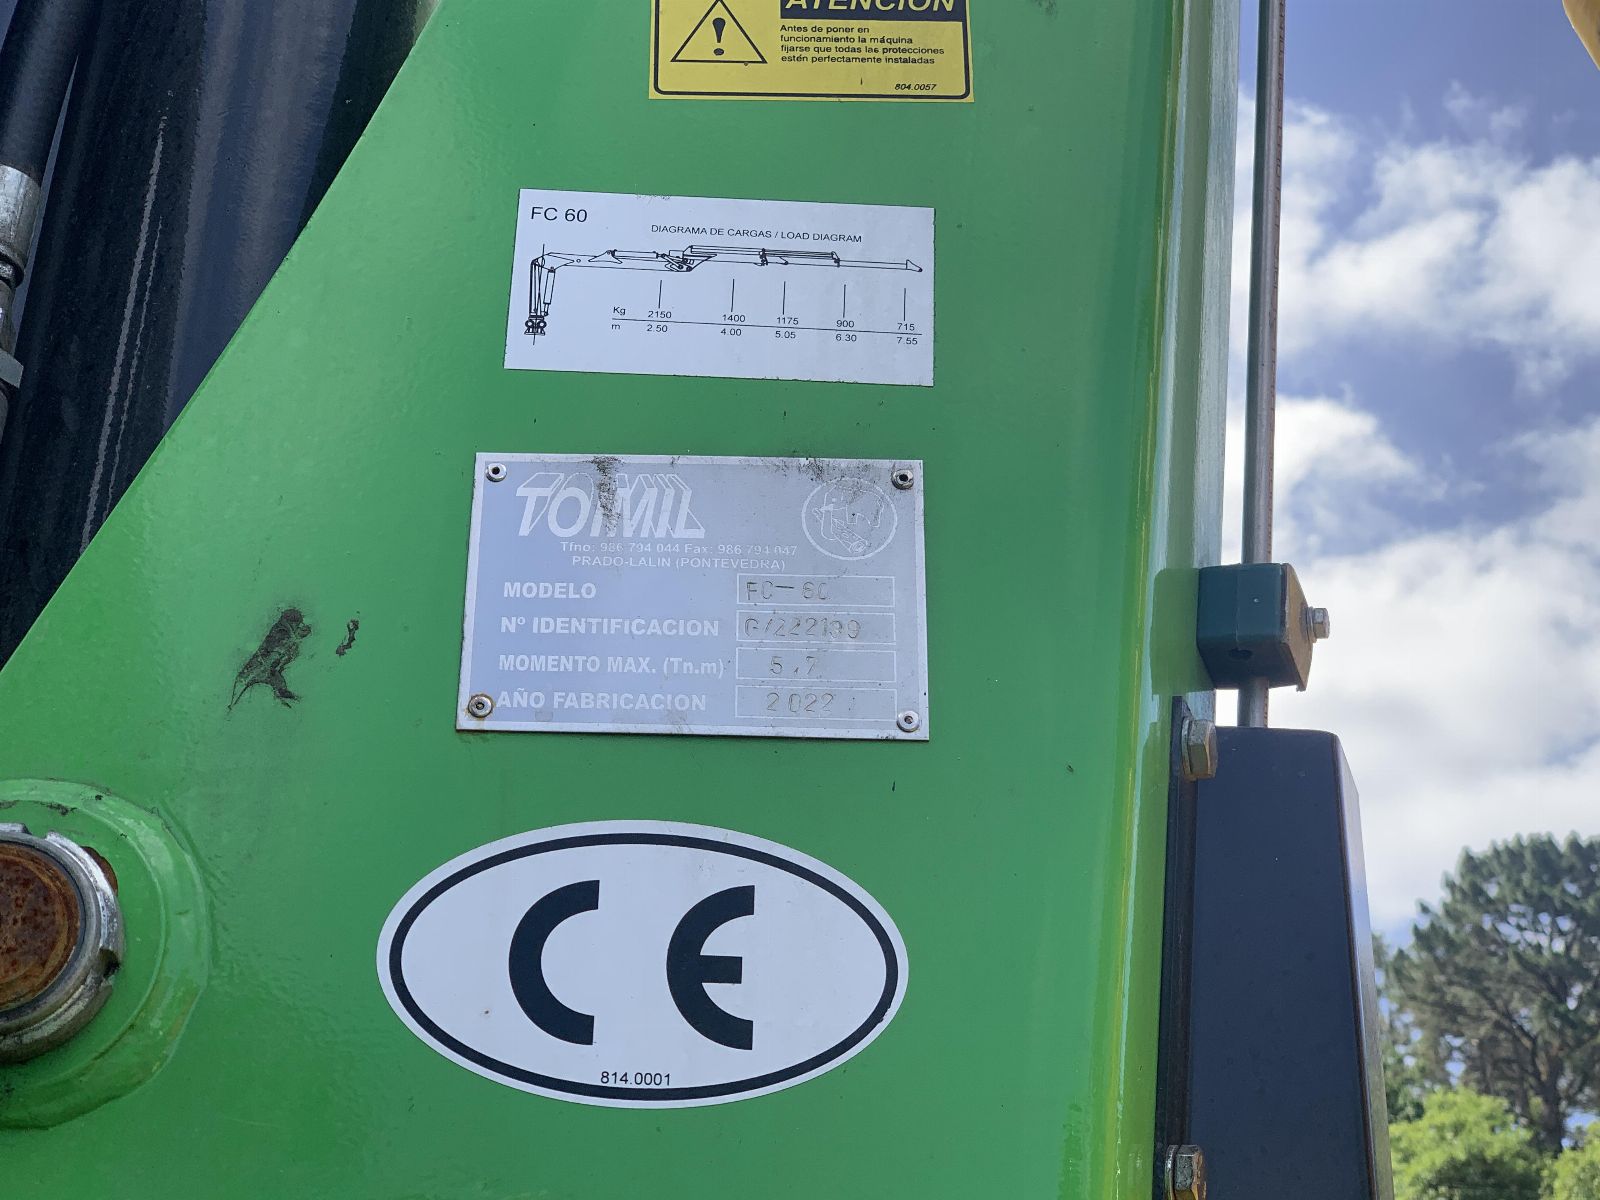 ATENCION
Antes de poner en
funcionamiento la máquina
fijarse que todas las protecciones
estén perfectamente instaladas
804.0057
FC 60
DIAGRAMA DE CARGAS / LOAD DIAGRAM
Kg 2150 1400 1175 900 715
m 2.50 4.00 5.05 6.30 7.55
TOIMIL
Tfno: 986 794 044 Fax: 986 794 047
PRADO-LALIN (PONTEVEDRA)
MODELO FC-60
Nº IDENTIFICACION G/222199
MOMENTO MAX. (Tn.m) 5,7
AÑO FABRICACION 2022
CE
814.0001